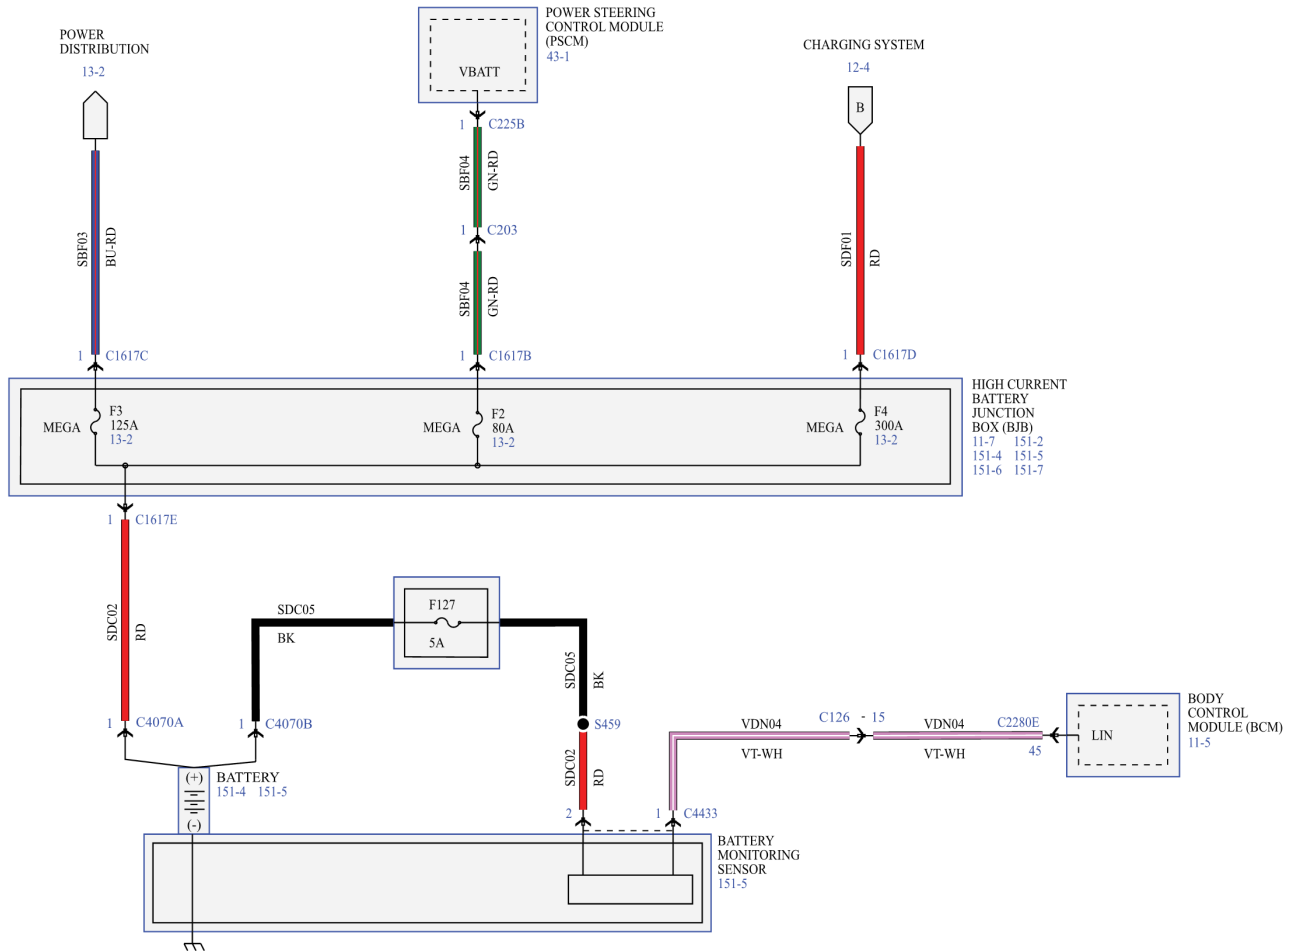 POWER
DISTRIBUTION
13-2
POWER STEERING
CONTROL MODULE
(PSCM)
43-1
VBATT
CHARGING SYSTEM
12-4
B
1 C225B
SBF04
GN-RD
1 C203
SBF03
BU-RD
SBF04
GN-RD
SDF01
RD
1 C1617C
1 C1617B
1 C1617D
MEGA
F3
125A
13-2
MEGA
F2
80A
13-2
MEGA
F4
300A
13-2
HIGH CURRENT
BATTERY
JUNCTION
BOX (BJB)
11-7 151-2
151-4 151-5
151-6 151-7
1 C1617E
SDC02
RD
SDC05
BK
F127
5A
SDC05
BK
1 C4070A
1 C4070B
S459
SDC02
RD
VDN04
VT-WH
C126 - 15
VDN04
VT-WH
C2280E
45
LIN
BODY
CONTROL
MODULE (BCM)
11-5
(+)
(-)
BATTERY
151-4 151-5
2
1 C4433
BATTERY
MONITORING
SENSOR
151-5